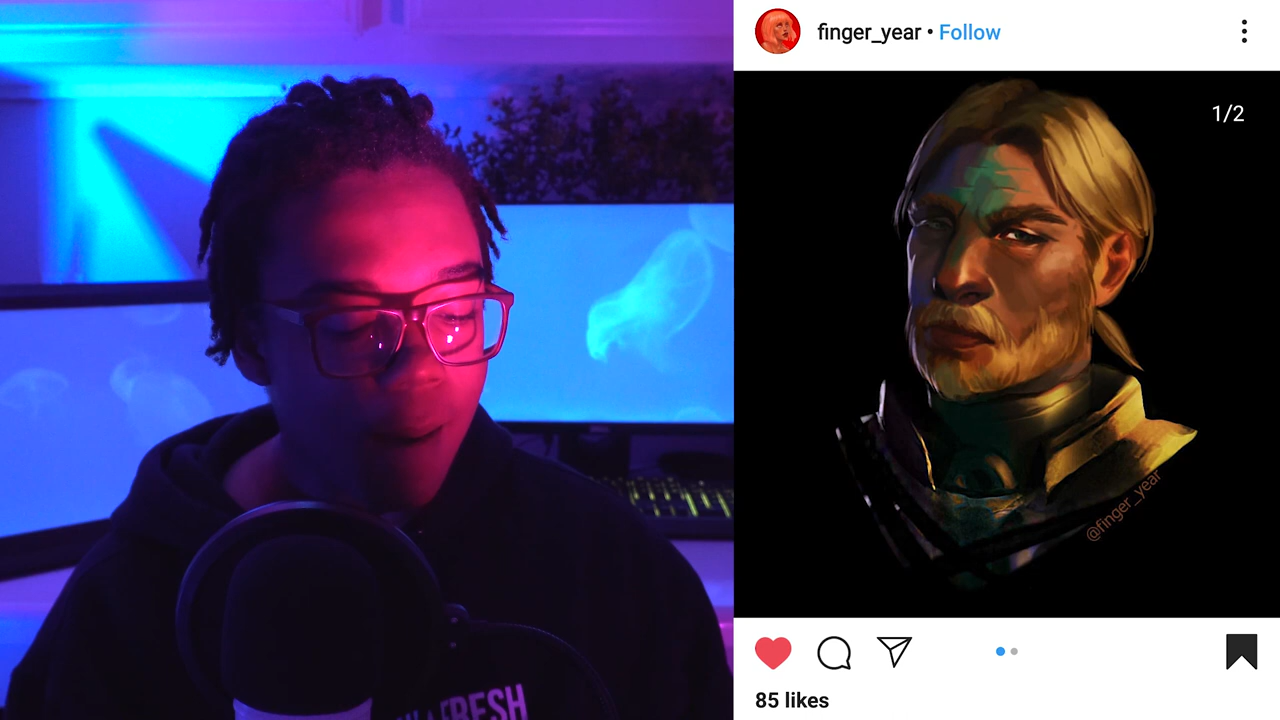 finger_year • Follow
1/2
@finger_year
85 likes
FRESH